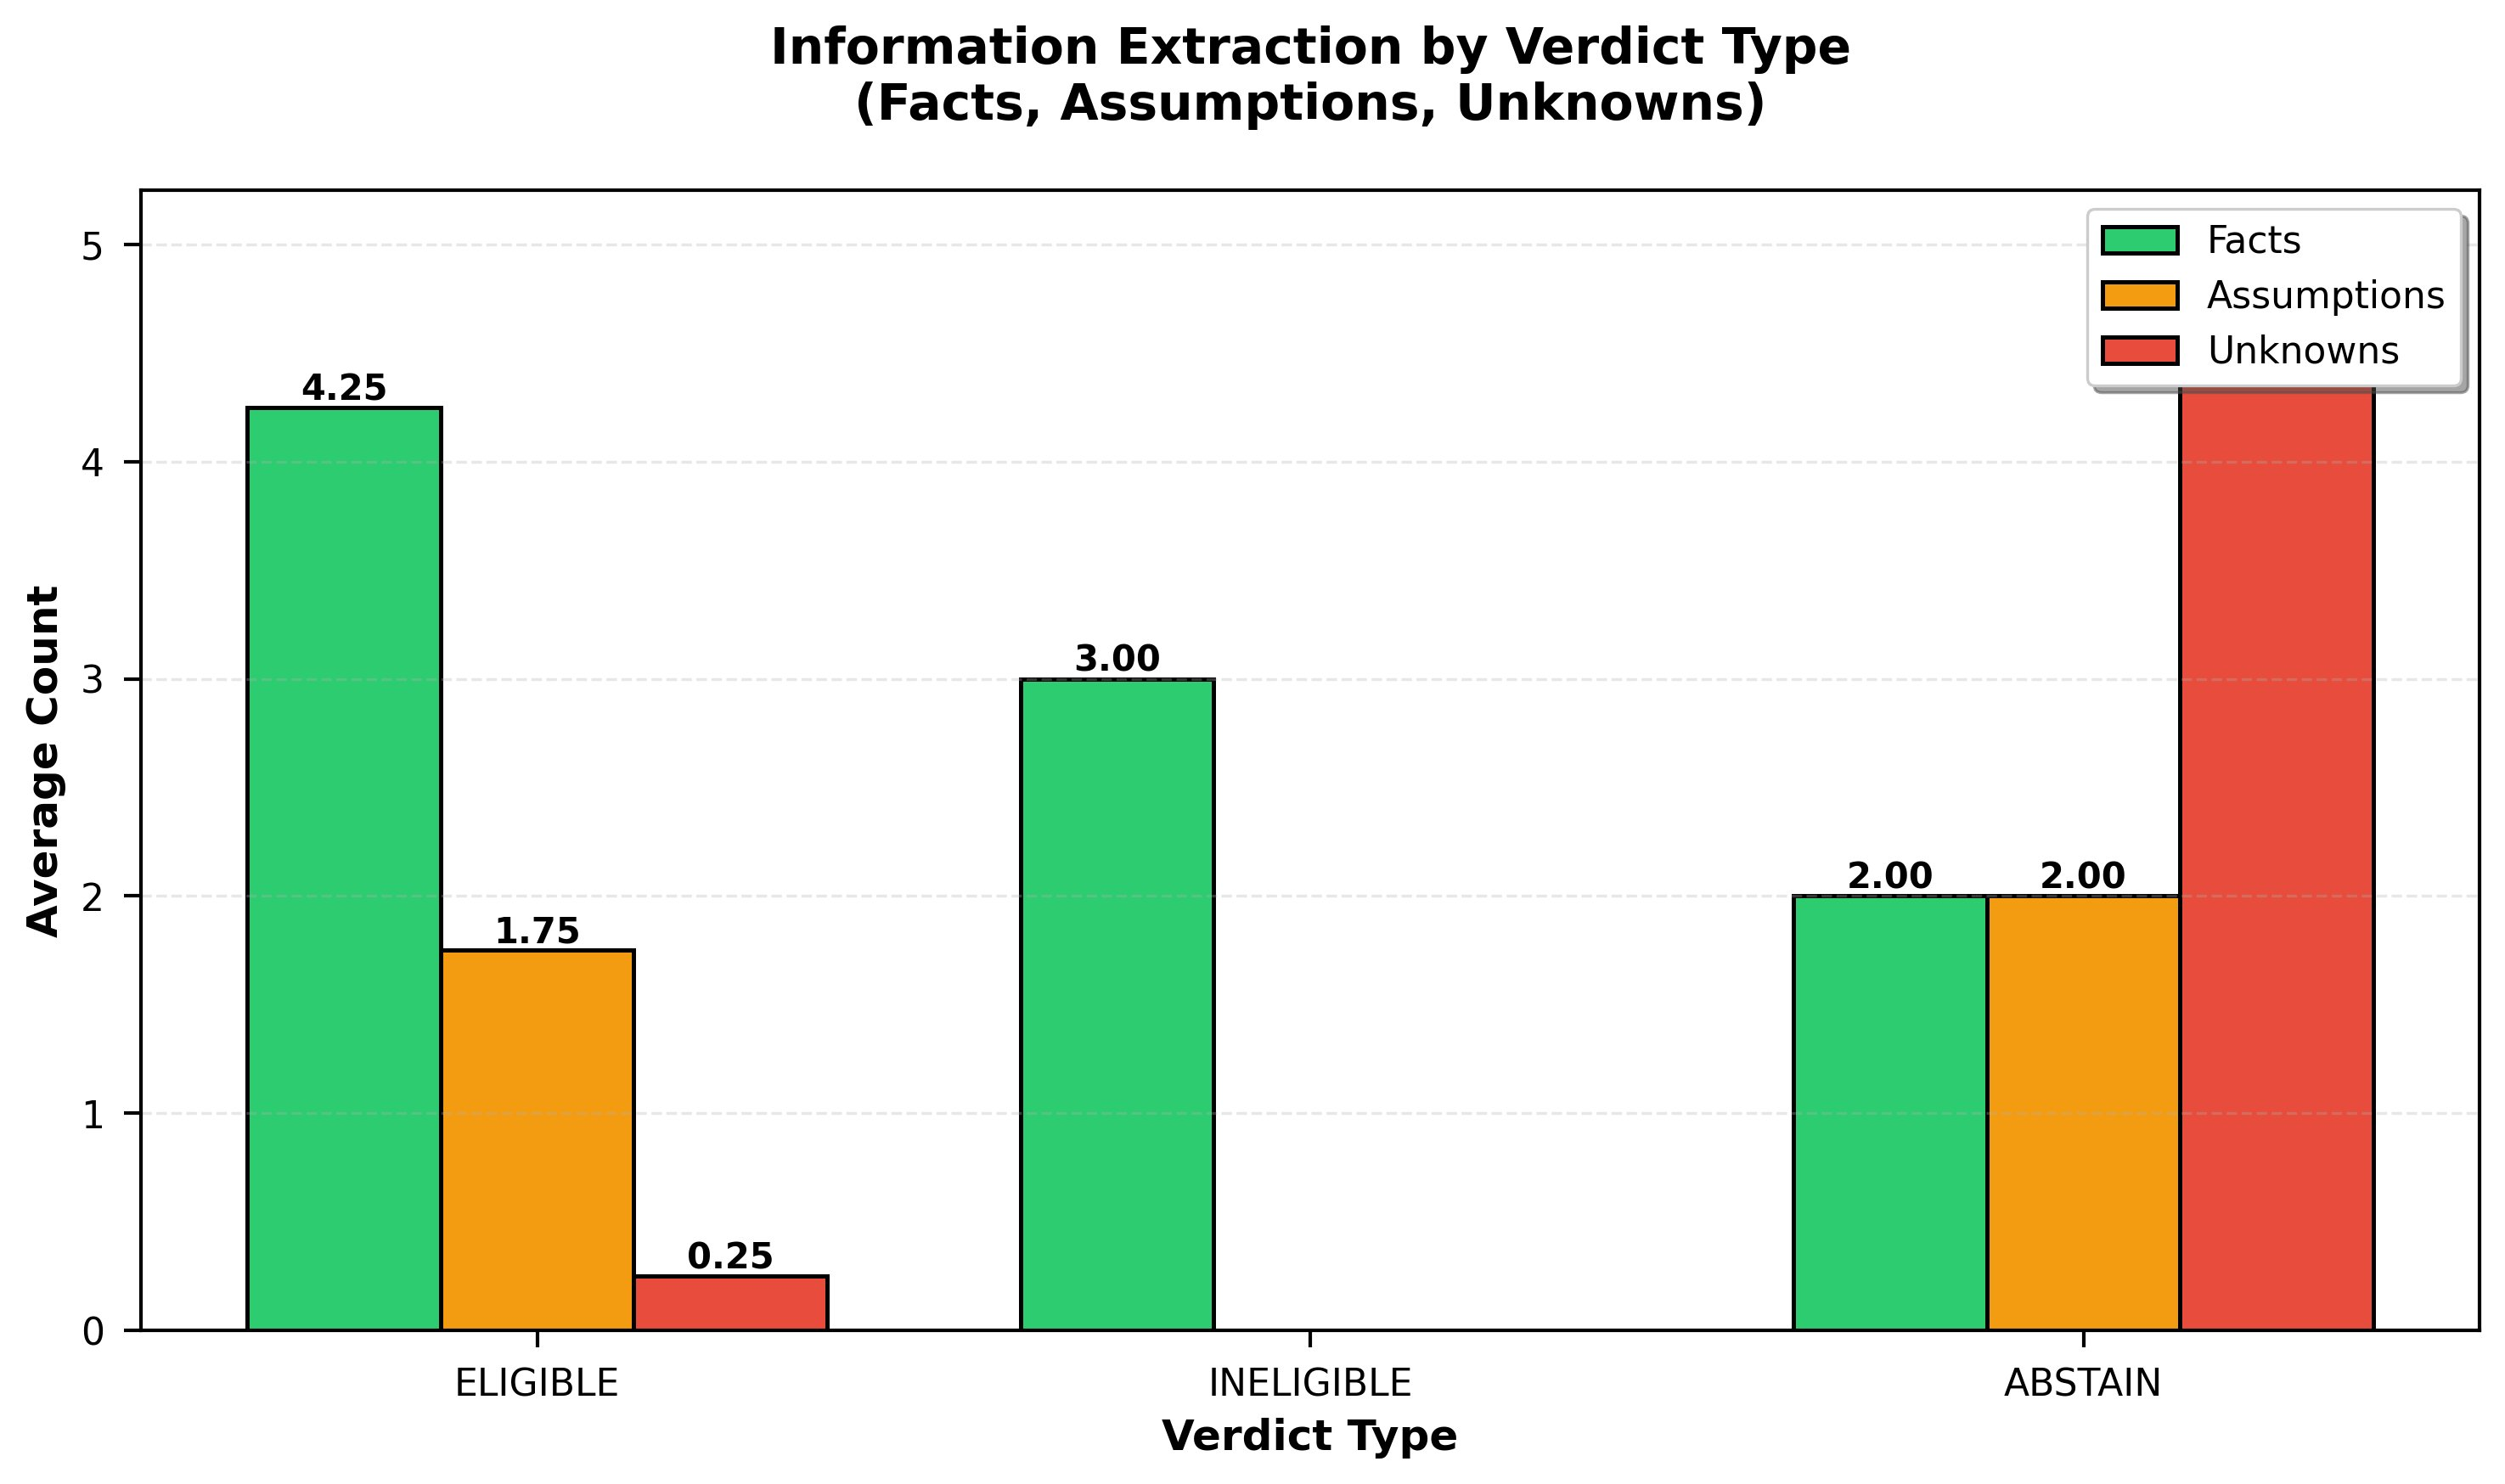 Information Extraction by Verdict Type
(Facts, Assumptions, Unknowns)
Average Count
5
4
3
2
1
0
4.25
1.75
0.25
3.00
2.00
2.00
Facts
Assumptions
Unknowns
ELIGIBLE
INELIGIBLE
ABSTAIN
Verdict Type